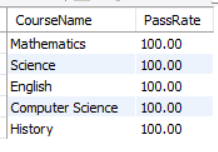 CourseName PassRate
Mathematics 100.00
Science 100.00
English 100.00
Computer Science 100.00
History 100.00